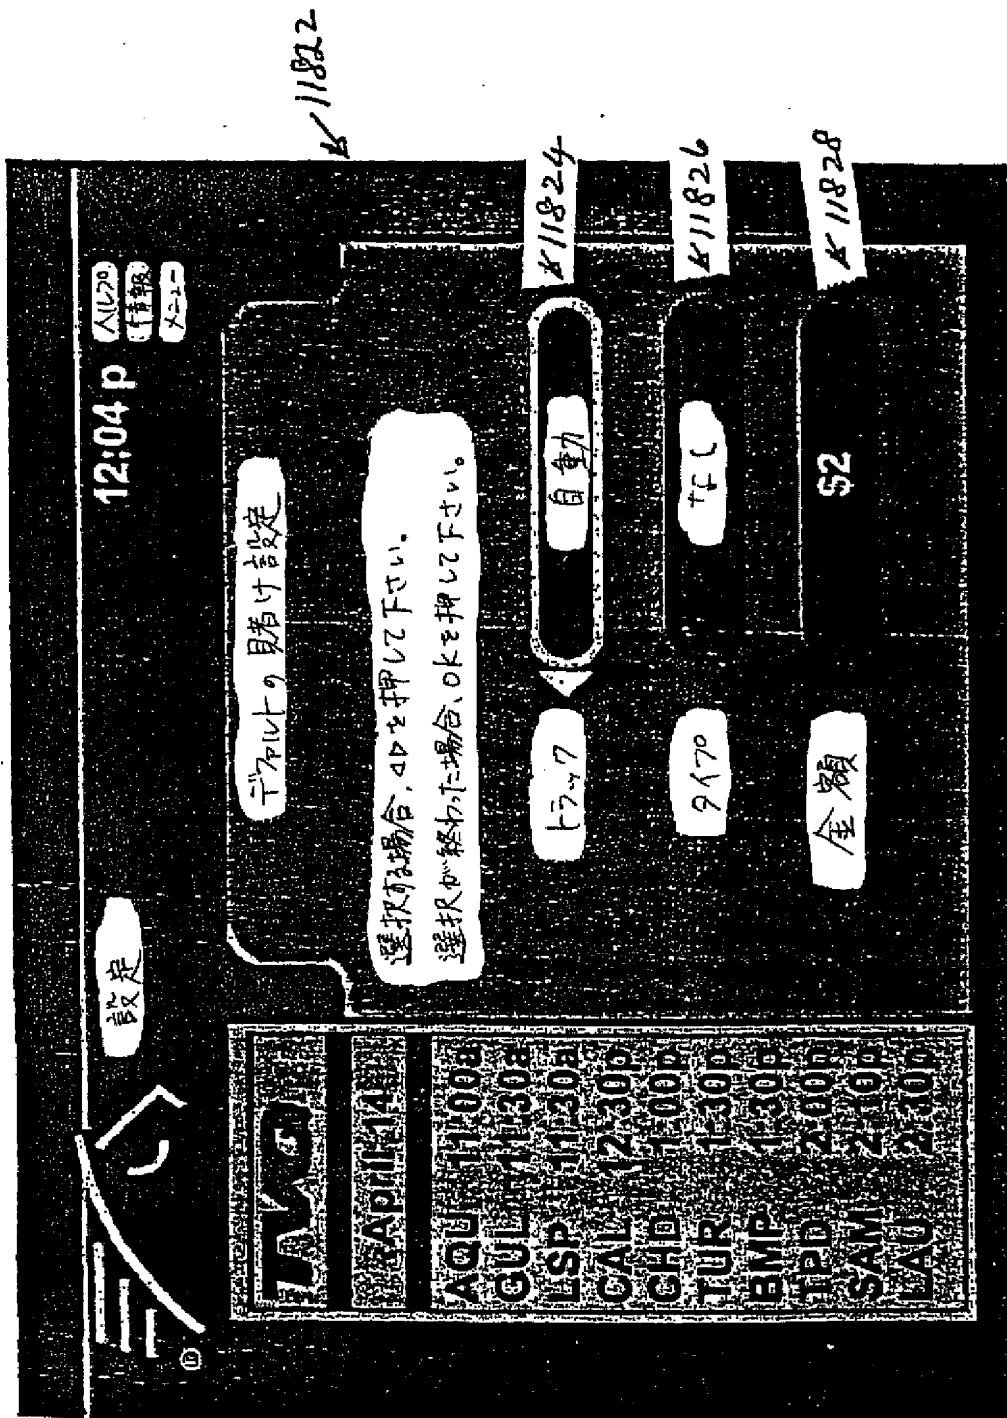 設定
12:04 p
ヘルプ
情報
メニュー
11822
TVG
April 14
AQU 11:00a
GUL 11:30a
LSP 11:30a
CAL 12:30p
CHD 1:00p
TUR 1:30p
BMP 1:30p
TPD 2:00p
SAM 2:10p
LAU 2:30p
デフォルトの賭け設定
選択する場合、◁▷を押して下さい。
選択が終わった場合、OKを押して下さい。
トラック 自動 11824
タイプ なし 11826
金額 $2 11828